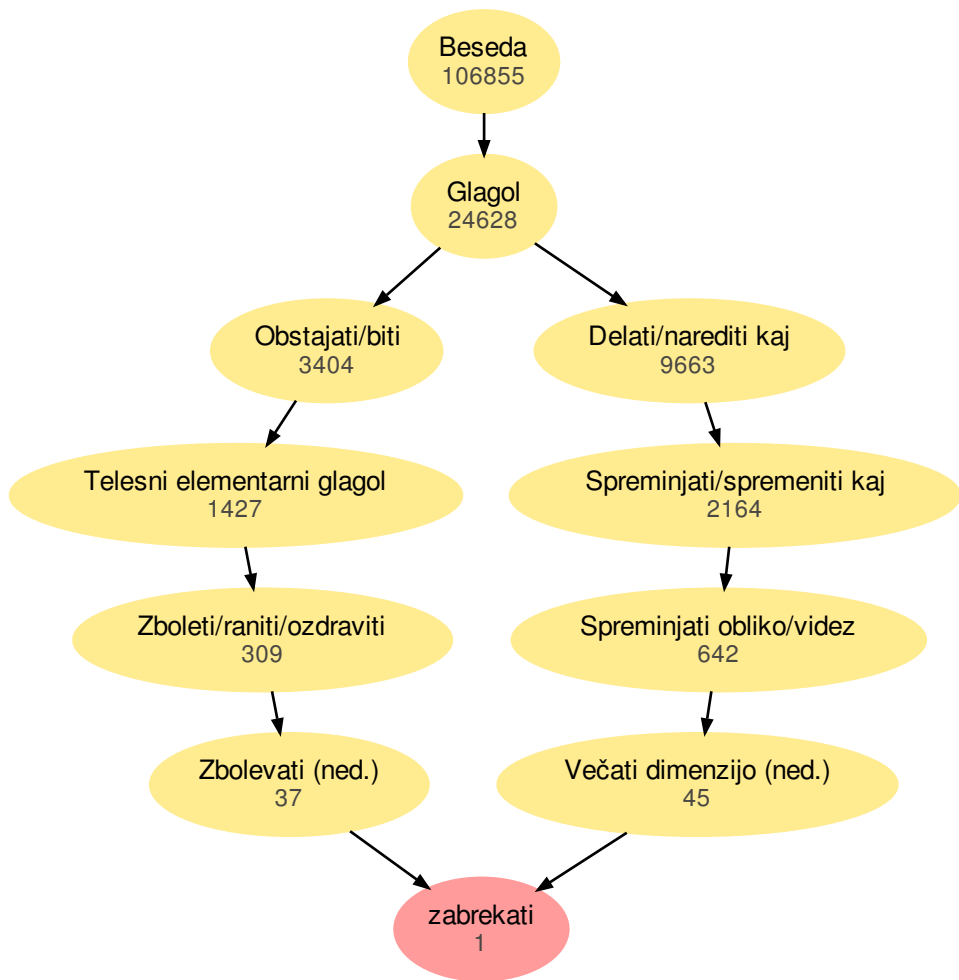 Beseda
106855
Glagol
24628
Obstajati/biti
3404
Delati/narediti kaj
9663
Telesni elementarni glagol
1427
Spreminjati/spremeniti kaj
2164
Zboleti/raniti/ozdraviti
309
Spreminjati obliko/videz
642
Zbolevati (ned.)
37
Večati dimenzijo (ned.)
45
zabrekati
1